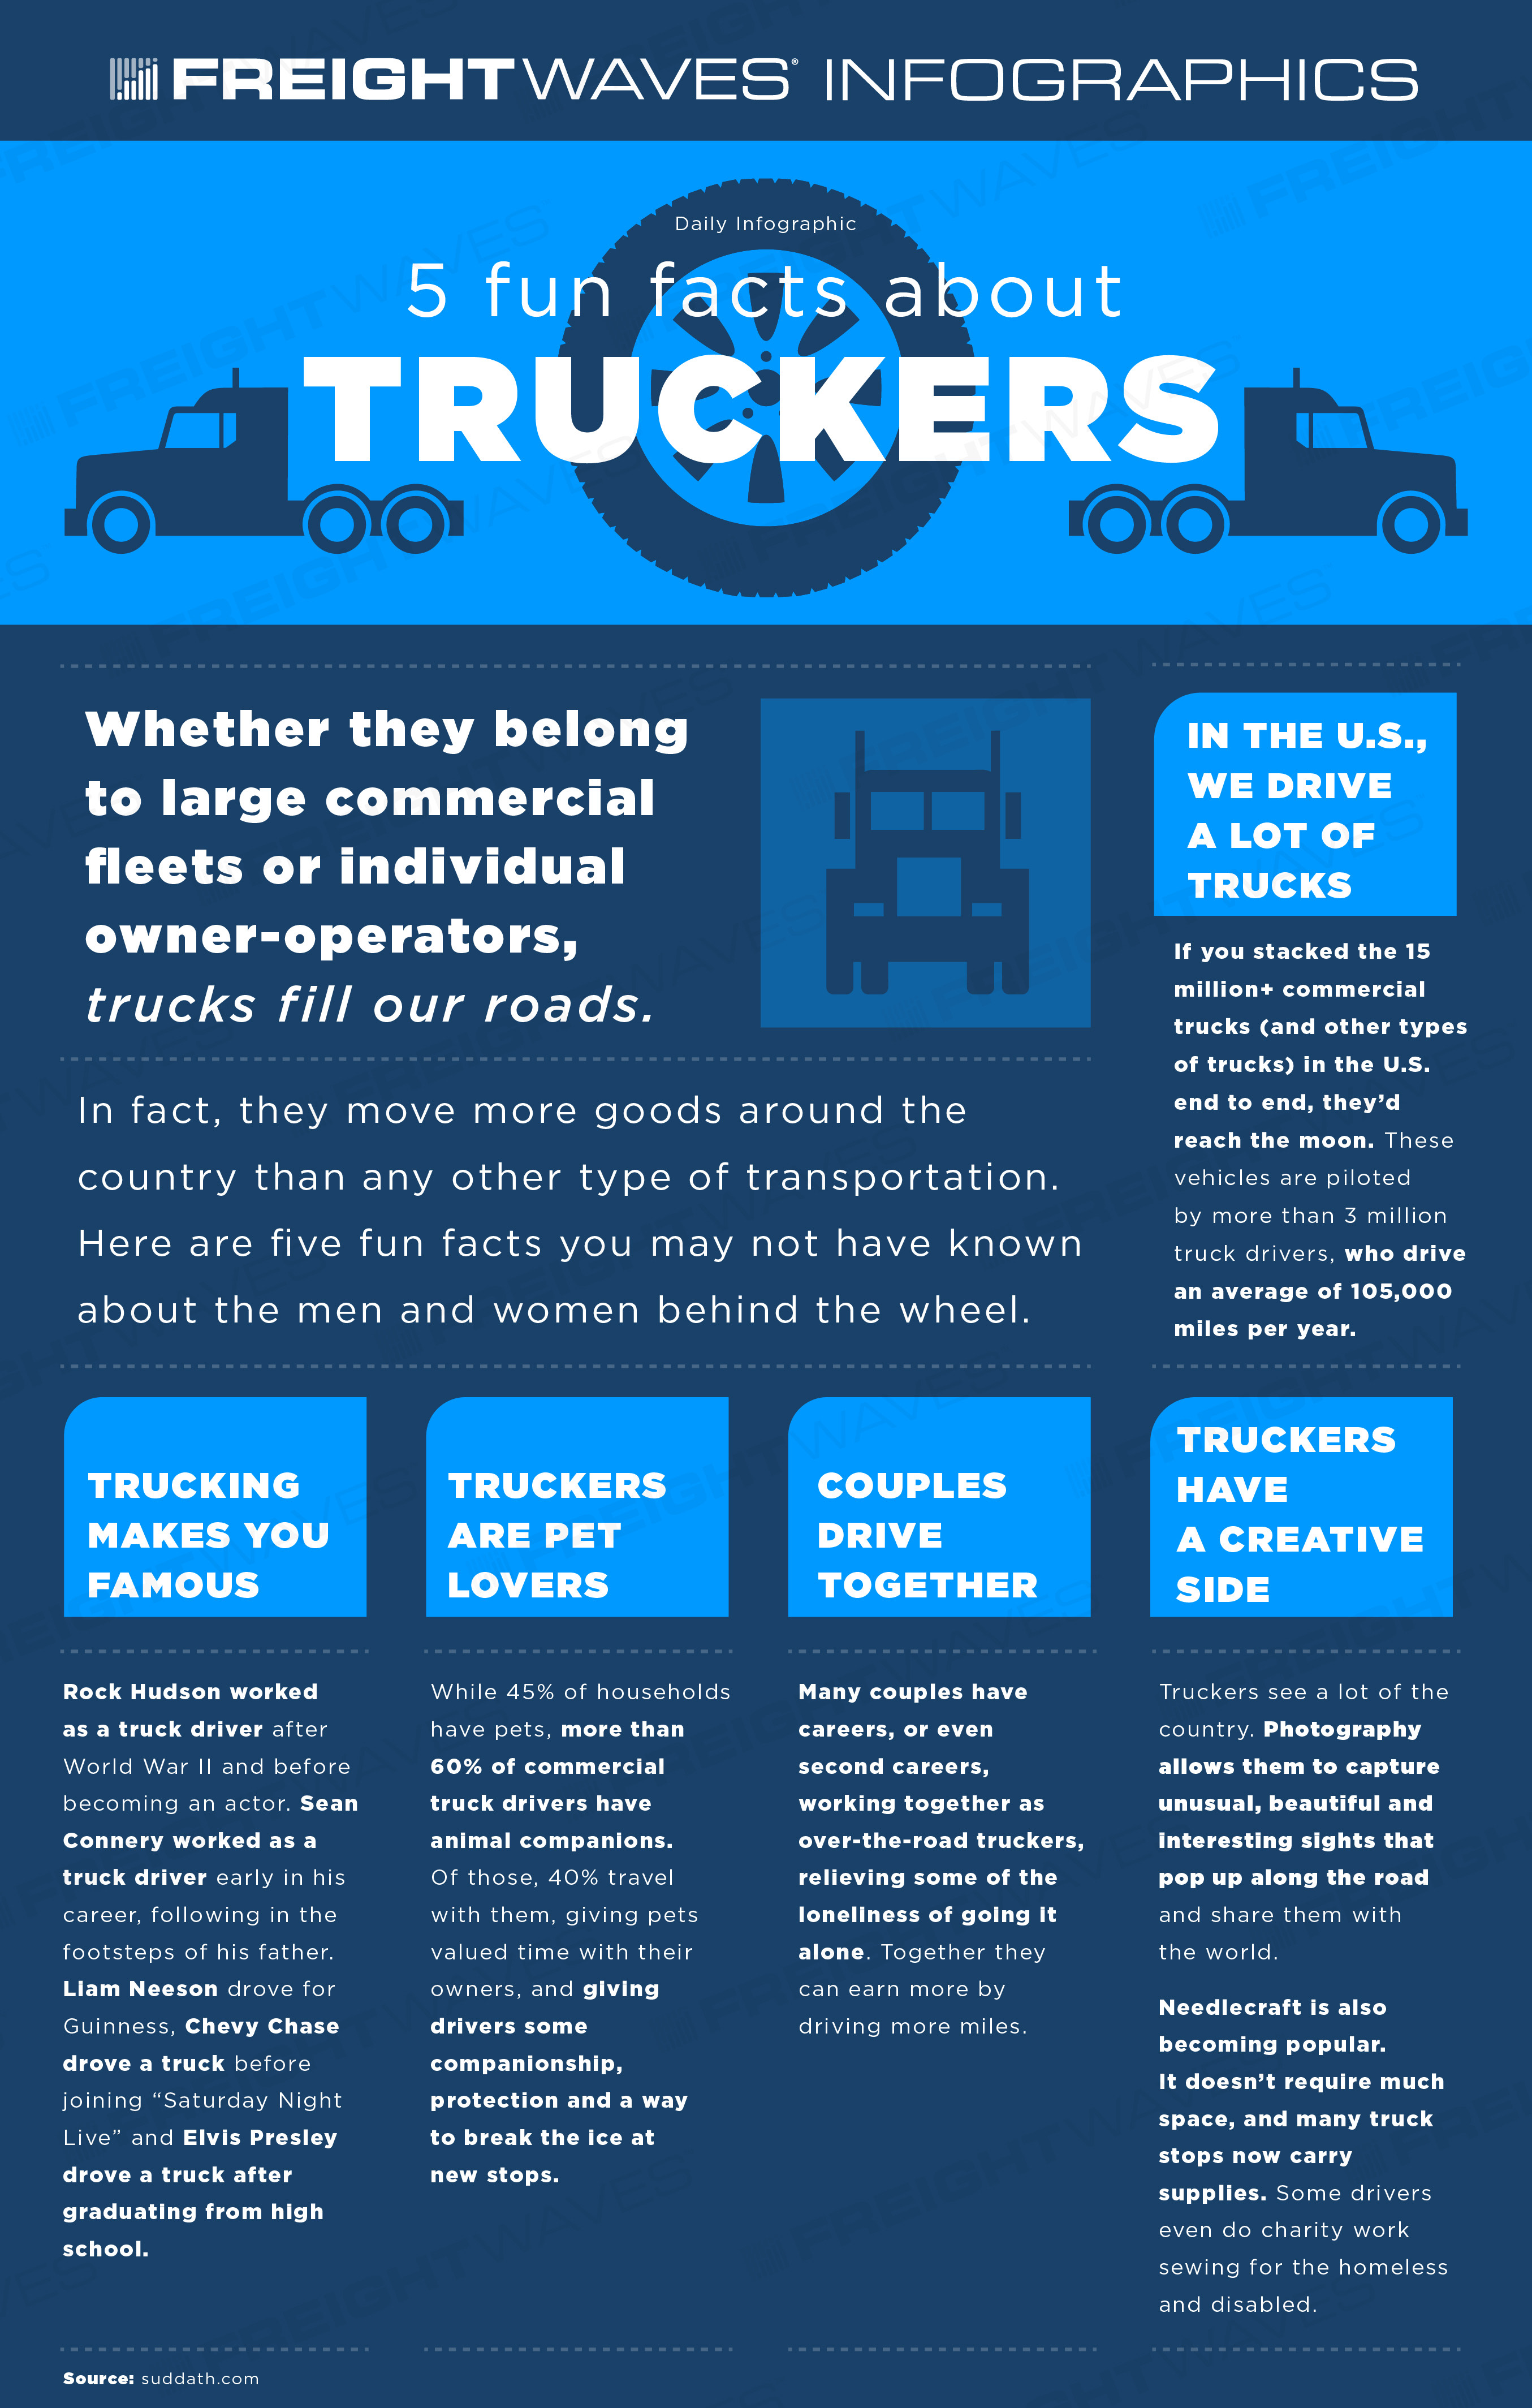 FREIGHTWAVES® INFOGRAPHICS
Daily Infographic
5 fun facts about
TRUCKERS
Whether they belong
to large commercial
fleets or individual
owner-operators,
trucks fill our roads.
In fact, they move more goods around the
country than any other type of transportation.
Here are five fun facts you may not have known
about the men and women behind the wheel.
IN THE U.S.,
WE DRIVE
A LOT OF
TRUCKS
If you stacked the 15
million+ commercial
trucks (and other types
of trucks) in the U.S.
end to end, they’d
reach the moon. These
vehicles are piloted
by more than 3 million
truck drivers, who drive
an average of 105,000
miles per year.
TRUCKING
MAKES YOU
FAMOUS
Rock Hudson worked
as a truck driver after
World War II and before
becoming an actor. Sean
Connery worked as a
truck driver early in his
career, following in the
footsteps of his father.
Liam Neeson drove for
Guinness, Chevy Chase
drove a truck before
joining “Saturday Night
Live” and Elvis Presley
drove a truck after
graduating from high
school.
TRUCKERS
ARE PET
LOVERS
While 45% of households
have pets, more than
60% of commercial
truck drivers have
animal companions.
Of those, 40% travel
with them, giving pets
valued time with their
owners, and giving
drivers some
companionship,
protection and a way
to break the ice at
new stops.
COUPLES
DRIVE
TOGETHER
Many couples have
careers, or even
second careers,
working together as
over-the-road truckers,
relieving some of the
loneliness of going it
alone. Together they
can earn more by
driving more miles.
TRUCKERS
HAVE
A CREATIVE
SIDE
Truckers see a lot of the
country. Photography
allows them to capture
unusual, beautiful and
interesting sights that
pop up along the road
and share them with
the world.
Needlecraft is also
becoming popular.
It doesn’t require much
space, and many truck
stops now carry
supplies. Some drivers
even do charity work
sewing for the homeless
and disabled.
Source: suddath.com